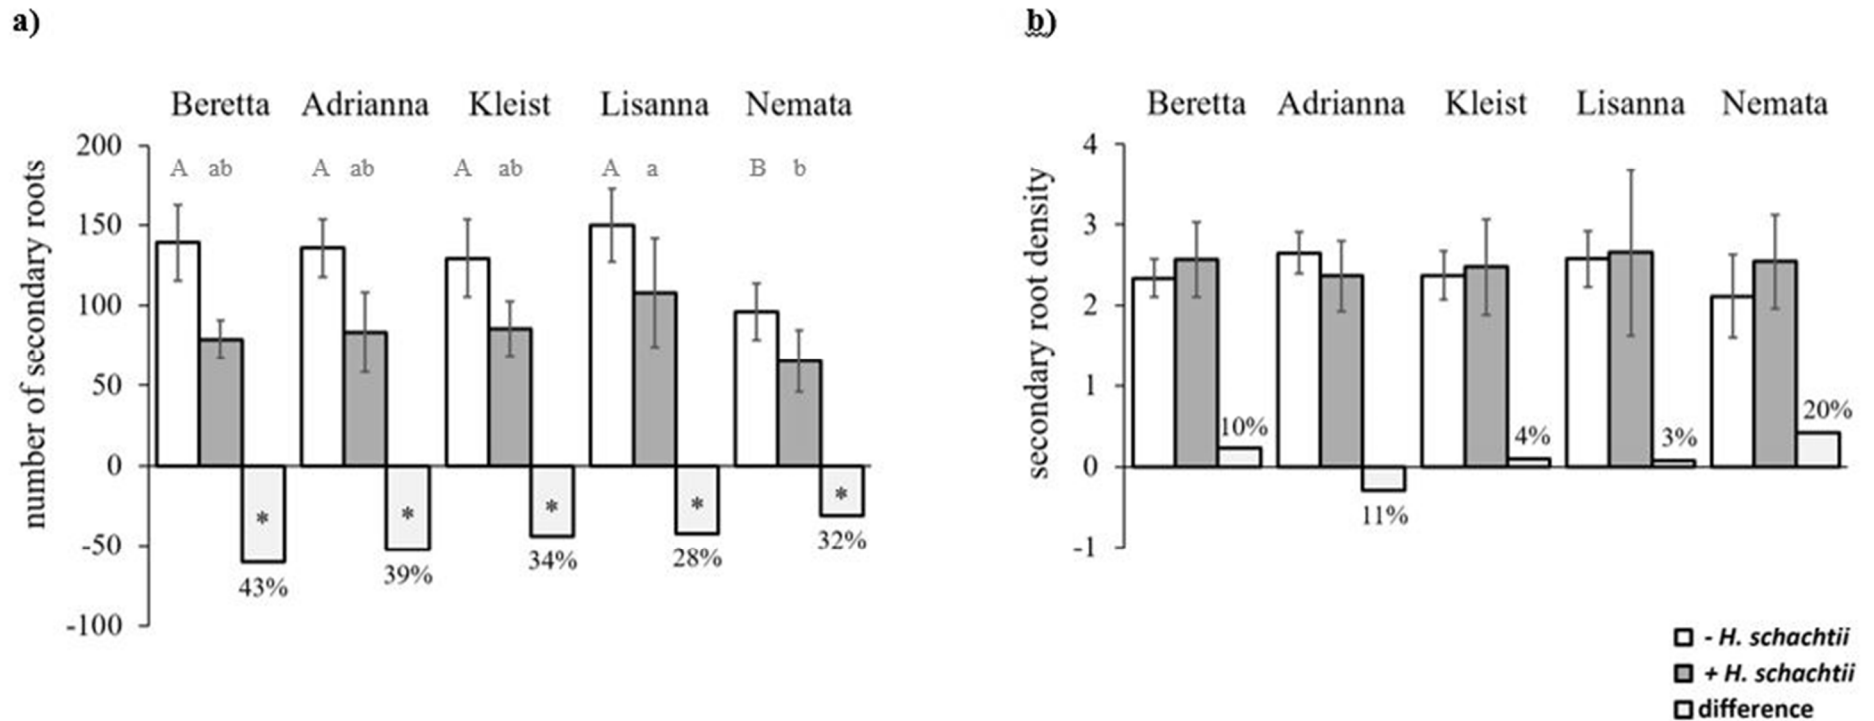 a)
Beretta Adrianna Kleist Lisanna Nemata
200
A ab A ab A ab A a B b
150
100
50
0
-50
-100
number of secondary roots
* * * * *
43% 39% 34% 28% 32%
b)
Beretta Adrianna Kleist Lisanna Nemata
4
3
2
1
0
-1
secondary root density
10% 11% 4% 3% 20%
- H. schachtii
+ H. schachtii
difference